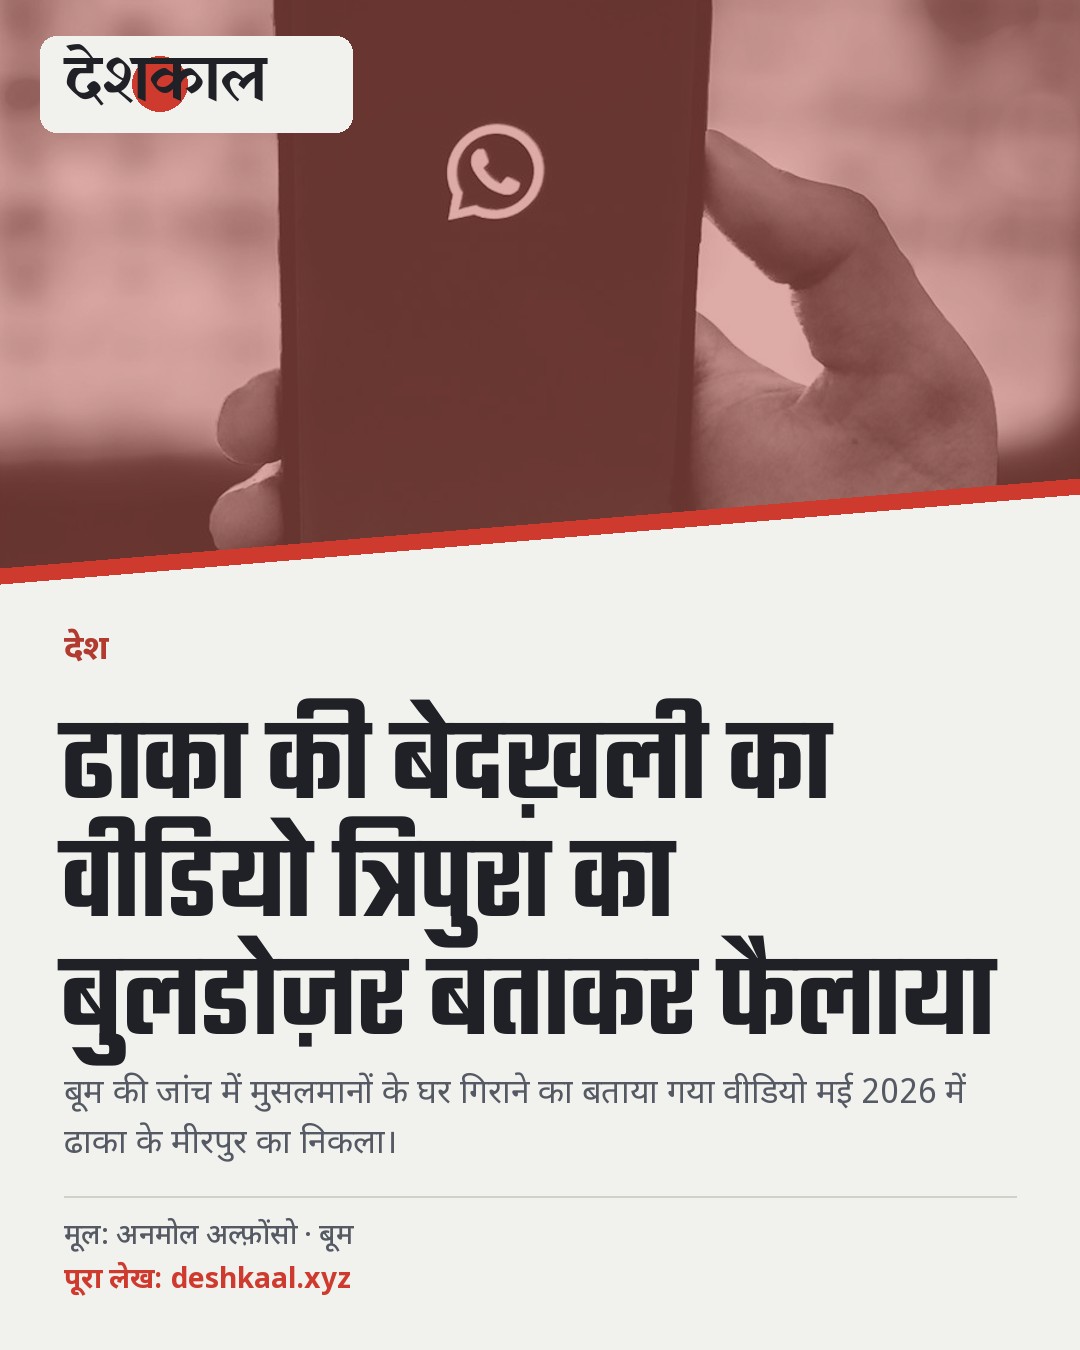 देशकाल
देश
ढाका की बेदख़ली का
वीडियो त्रिपुरा का
बुलडोज़र बताकर फैलाया
बूम की जांच में मुसलमानों के घर गिराने का बताया गया वीडियो मई 2026 में
ढाका के मीरपुर का निकला।
मूल: अनमोल अल्फ़ोंसो · बूम
पूरा लेख: deshkaal.xyz